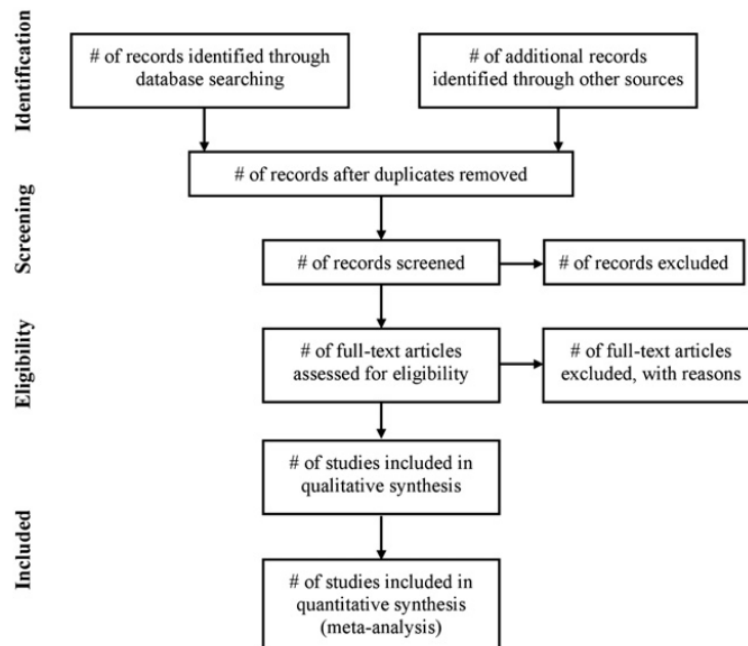 Identification
# of records identified through
database searching
# of additional records
identified through other sources
Screening
# of records after duplicates removed
# of records screened
# of records excluded
Eligibility
# of full-text articles
assessed for eligibility
# of full-text articles
excluded, with reasons
Included
# of studies included in
qualitative synthesis
# of studies included in
quantitative synthesis
(meta-analysis)